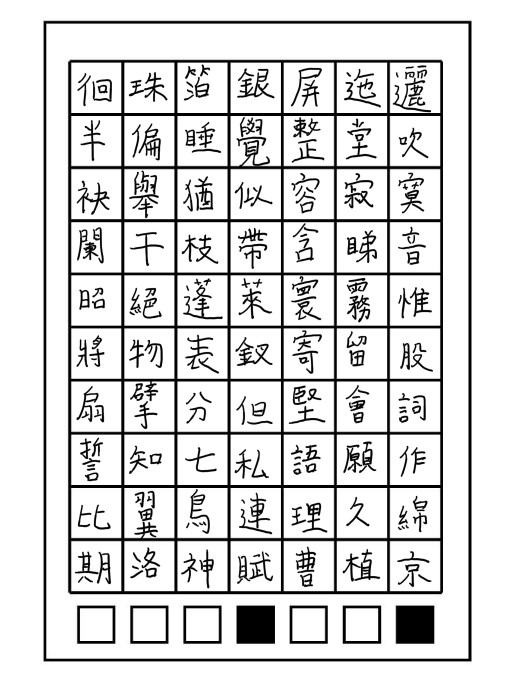 徊珠箔銀屏迤邐
半偏睡覺整堂吹
袂舉猶似容寂寞
闌干枝帶含睇音
昭絕蓬萊寰霧惟
將物表釵寄留股
扇擘分但堅會詞
誓知七私語願作
比翼鳥連理久綿
期洛神賦曹植京